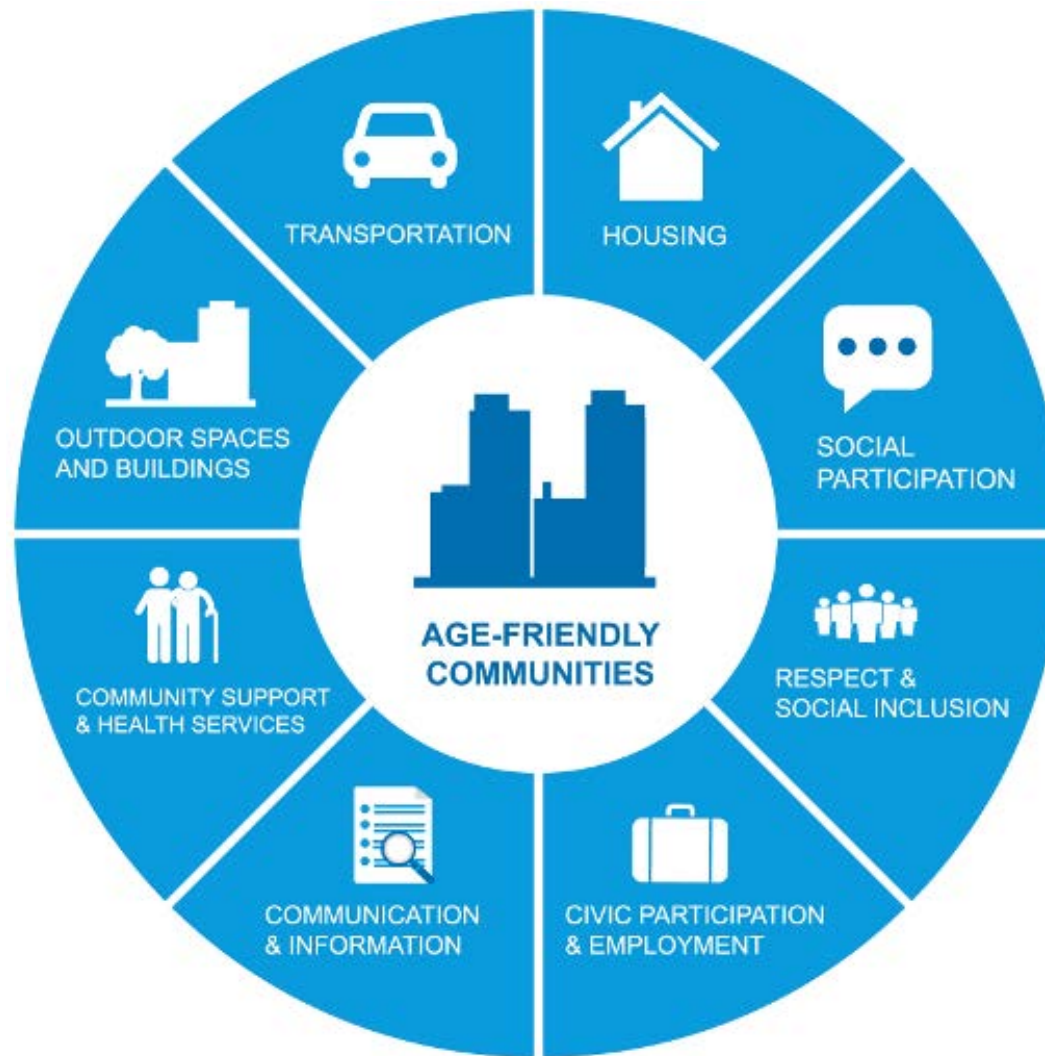 TRANSPORTATION
HOUSING
SOCIAL
PARTICIPATION
RESPECT &
SOCIAL INCLUSION
CIVIC PARTICIPATION
& EMPLOYMENT
COMMUNICATION
& INFORMATION
COMMUNITY SUPPORT
& HEALTH SERVICES
OUTDOOR SPACES
AND BUILDINGS
AGE-FRIENDLY
COMMUNITIES